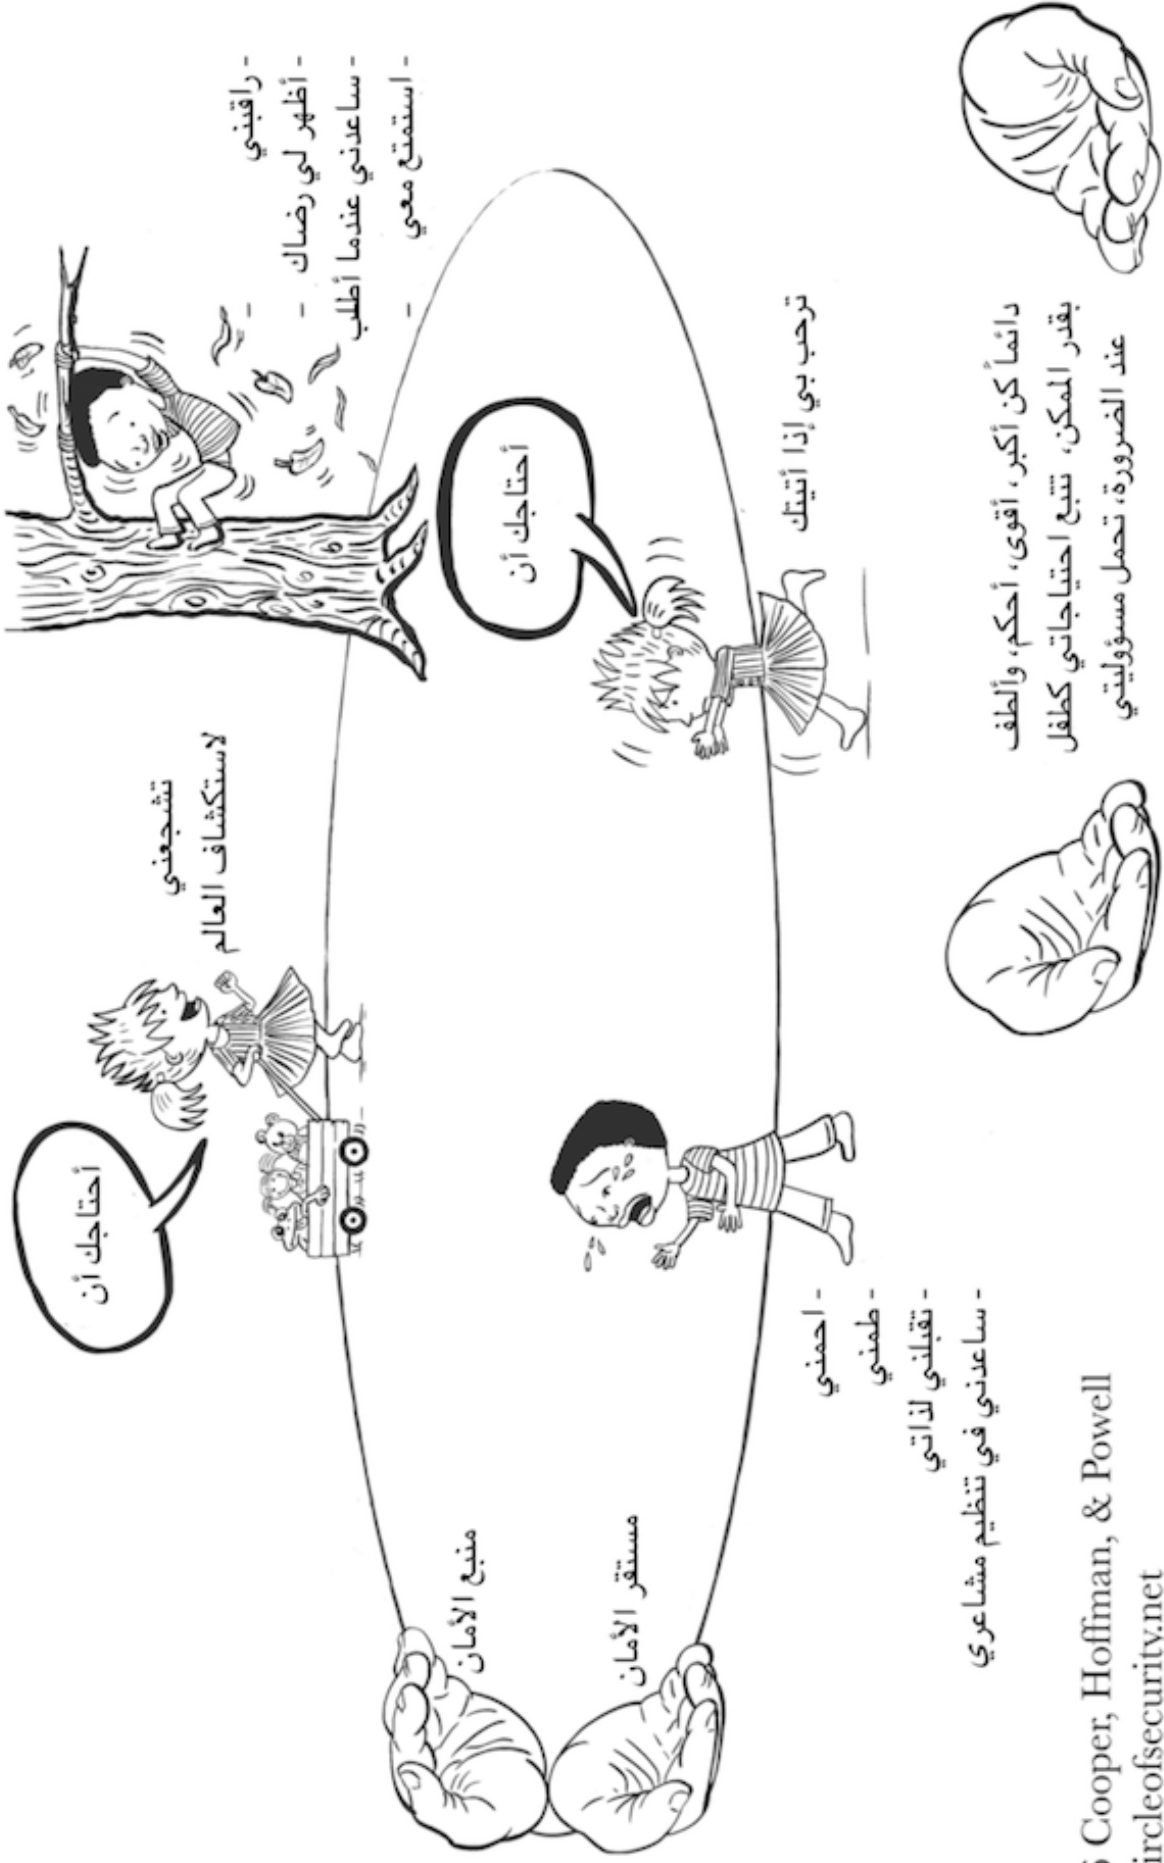 أحتاجك أن
تشجعني
لاستكشاف العالم
- راقبني -
- أظهر لي رضاك -
- ساعدني عندما أطلب
- استمتع معي -
أحتاجك أن
ترحب بي إذا أتيتك
منبع الأمان
مستقر الأمان
- احمني
- طمني
- تقبلني لذاتي
- ساعدني في تنظيم مشاعري
دائماً كن أكبر، أقوى، أحكم، وألطف
بقدر الممكن، تتبع احتياجاتي كطفل
عند الضرورة، تحمل مسؤوليتي
Cooper, Hoffman, & Powell
ircleofsecurity.net